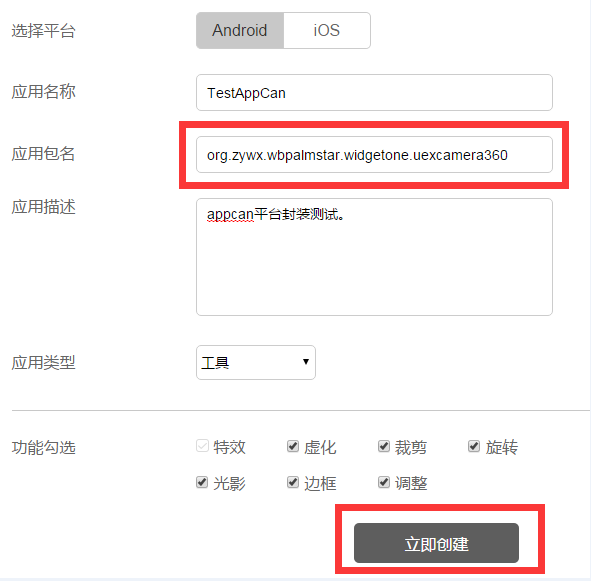 选择平台 Android iOS
应用名称 TestAppCan
应用包名 org.zywx.wbpalmstar.widgetone.uexcamera360
应用描述 appcan平台封装测试。
应用类型 工具
功能勾选 特效 虚化 裁剪 旋转
光影 边框 调整
立即创建